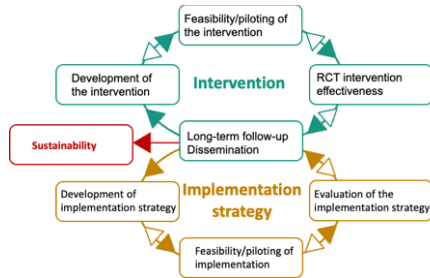 Feasibility/piloting of
the intervention
Development of
the intervention
Intervention
RCT intervention
effectiveness
Sustainability
Long-term follow-up
Dissemination
Development of
implementation strategy
Implementation
strategy
Evaluation of the
implementation strategy
Feasibility/piloting of
implementation